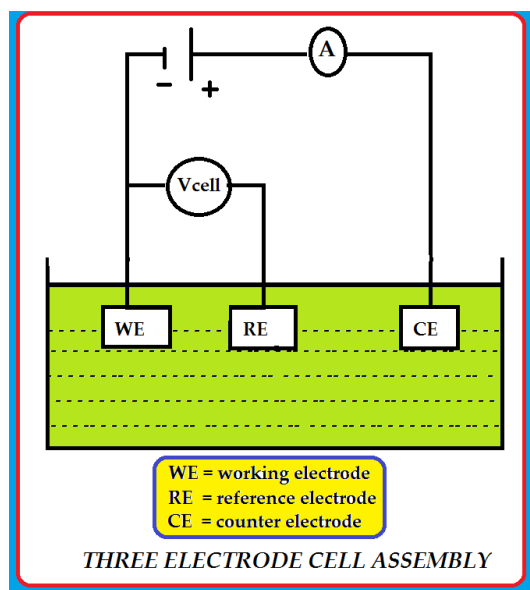 A
− +
Vcell
WE RE CE
WE = working electrode
RE = reference electrode
CE = counter electrode
THREE ELECTRODE CELL ASSEMBLY